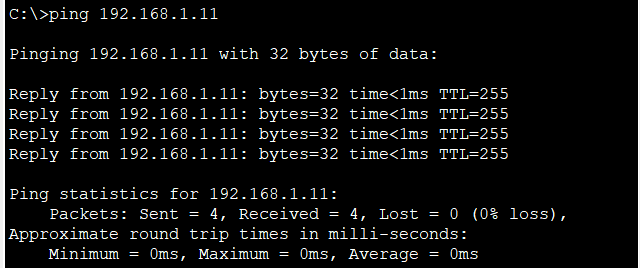 C:\>ping 192.168.1.11
Pinging 192.168.1.11 with 32 bytes of data:
Reply from 192.168.1.11: bytes=32 time<1ms TTL=255
Reply from 192.168.1.11: bytes=32 time<1ms TTL=255
Reply from 192.168.1.11: bytes=32 time<1ms TTL=255
Reply from 192.168.1.11: bytes=32 time<1ms TTL=255
Ping statistics for 192.168.1.11:
    Packets: Sent = 4, Received = 4, Lost = 0 (0% loss),
Approximate round trip times in milli-seconds:
    Minimum = 0ms, Maximum = 0ms, Average = 0ms